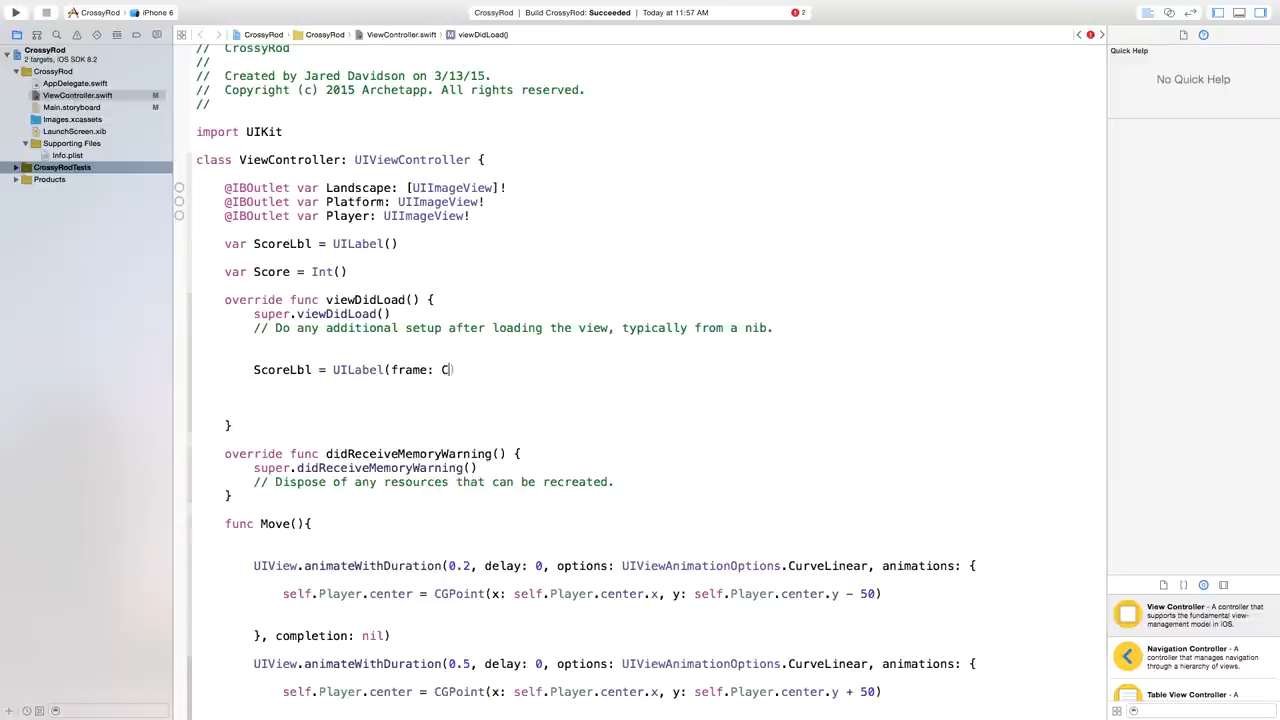 CrossyRod
iPhone 6
CrossyRod | Build CrossyRod: Succeeded | Today at 11:57 AM
2
CrossyRod
CrossyRod
ViewController.swift
M viewDidLoad()
CrossyRod
2 targets, iOS SDK 8.2
CrossyRod
AppDelegate.swift
ViewController.swift M
Main.storyboard M
Images.xcassets
LaunchScreen.xib
Supporting Files
Info.plist
CrossyRodTests
Products
//  CrossyRod
//
//  Created by Jared Davidson on 3/13/15.
//  Copyright (c) 2015 Archetapp. All rights reserved.
//
import UIKit
class ViewController: UIViewController {
@IBOutlet var Landscape: [UIImageView]!
@IBOutlet var Platform: UIImageView!
@IBOutlet var Player: UIImageView!
var ScoreLbl = UILabel()
var Score = Int()
override func viewDidLoad() {
super.viewDidLoad()
// Do any additional setup after loading the view, typically from a nib.
ScoreLbl = UILabel(frame: C)
}
override func didReceiveMemoryWarning() {
super.didReceiveMemoryWarning()
// Dispose of any resources that can be recreated.
}
func Move(){
UIView.animateWithDuration(0.2, delay: 0, options: UIViewAnimationOptions.CurveLinear, animations: {
self.Player.center = CGPoint(x: self.Player.center.x, y: self.Player.center.y - 50)
}, completion: nil)
UIView.animateWithDuration(0.5, delay: 0, options: UIViewAnimationOptions.CurveLinear, animations: {
self.Player.center = CGPoint(x: self.Player.center.x, y: self.Player.center.y + 50)
Quick Help
No Quick Help
View Controller - A controller
that supports the fundamental view-
management model in iOS.
Navigation Controller - A
controller that manages navigation
through a hierarchy of views.
Table View Controller - A